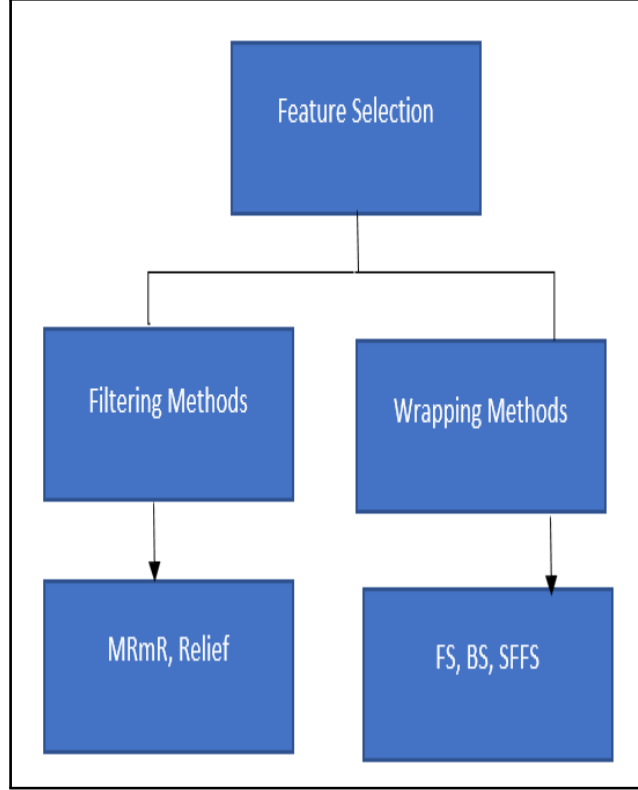 Feature Selection
Filtering Methods
Wrapping Methods
MRmR, Relief
FS, BS, SFFS